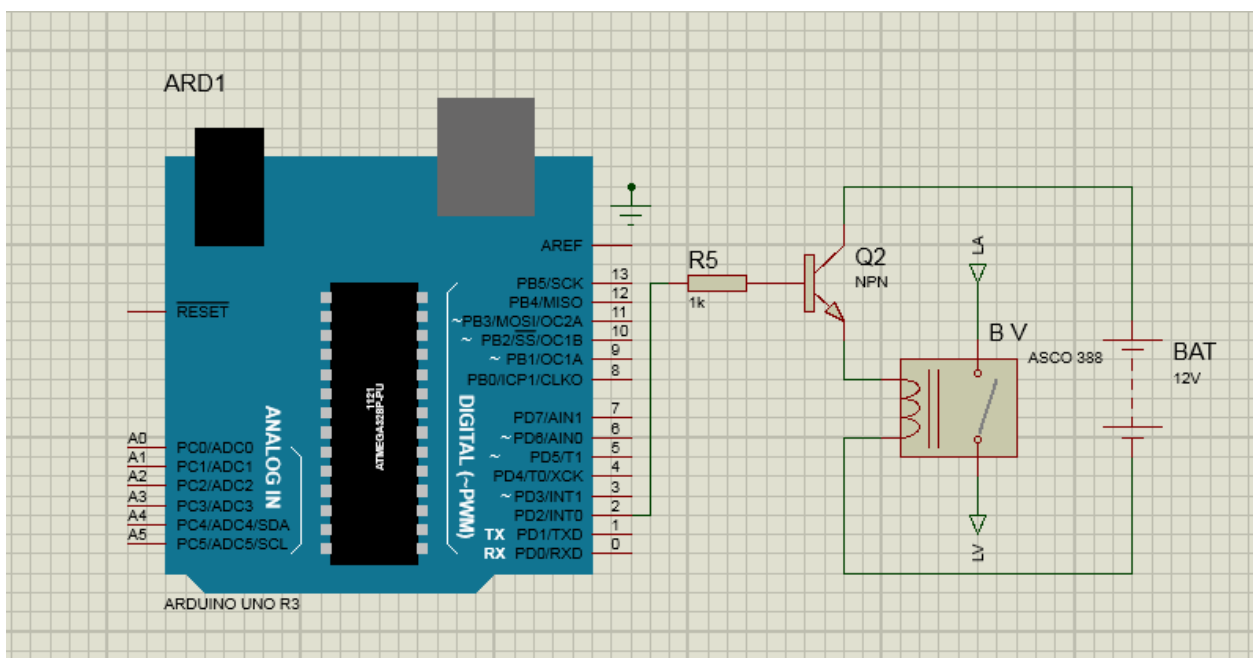 ARD1
AREF
RESET
PB5/SCK 13
PB4/MISO 12
~PB3/MOSI/OC2A 11
~ PB2/SS/OC1B 10
~ PB1/OC1A 9
PB0/ICP1/CLKO 8
PD7/AIN1 7
~PD6/AIN0 6
~ PD5/T1 5
PD4/T0/XCK 4
~PD3/INT1 3
PD2/INT0 2
TX PD1/TXD 1
RX PD0/RXD 0
DIGITAL (~PWM)
1121
ATMEGA328P-PU
ANALOG IN
A0 PC0/ADC0
A1 PC1/ADC1
A2 PC2/ADC2
A3 PC3/ADC3
A4 PC4/ADC4/SDA
A5 PC5/ADC5/SCL
ARDUINO UNO R3
R5
1k
Q2
NPN
LA
B V
ASCO 388
LV
BAT
12V